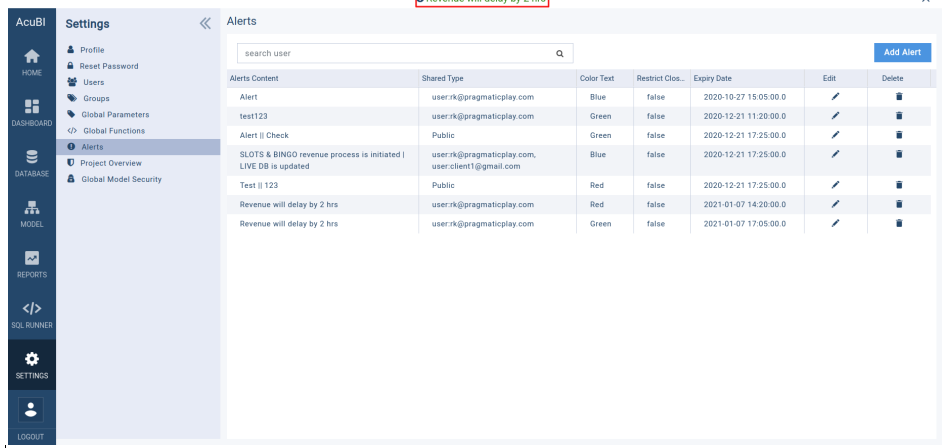 Revenue will delay by 2 hrs
AcuBI
HOME
DASHBOARD
DATABASE
MODEL
REPORTS
SQL RUNNER
SETTINGS
LOGOUT
Settings
Profile
Reset Password
Users
Groups
Global Parameters
Global Functions
Alerts
Project Overview
Global Model Security
Alerts
search user
Add Alert
Alerts Content Shared Type Color Text Restrict Clos... Expiry Date Edit Delete
Alert user:rk@pragmaticplay.com Blue false 2020-10-27 15:05:00.0
test123 user:rk@pragmaticplay.com Green false 2020-12-21 11:20:00.0
Alert || Check Public Green false 2020-12-21 17:25:00.0
SLOTS & BINGO revenue process is initiated | user:rk@pragmaticplay.com, Blue false 2020-12-21 17:25:00.0
LIVE DB is updated user:client1@gmail.com
Test || 123 Public Red false 2020-12-21 17:25:00.0
Revenue will delay by 2 hrs user:rk@pragmaticplay.com Red false 2021-01-07 14:20:00.0
Revenue will delay by 2 hrs user:rk@pragmaticplay.com Green false 2021-01-07 17:05:00.0